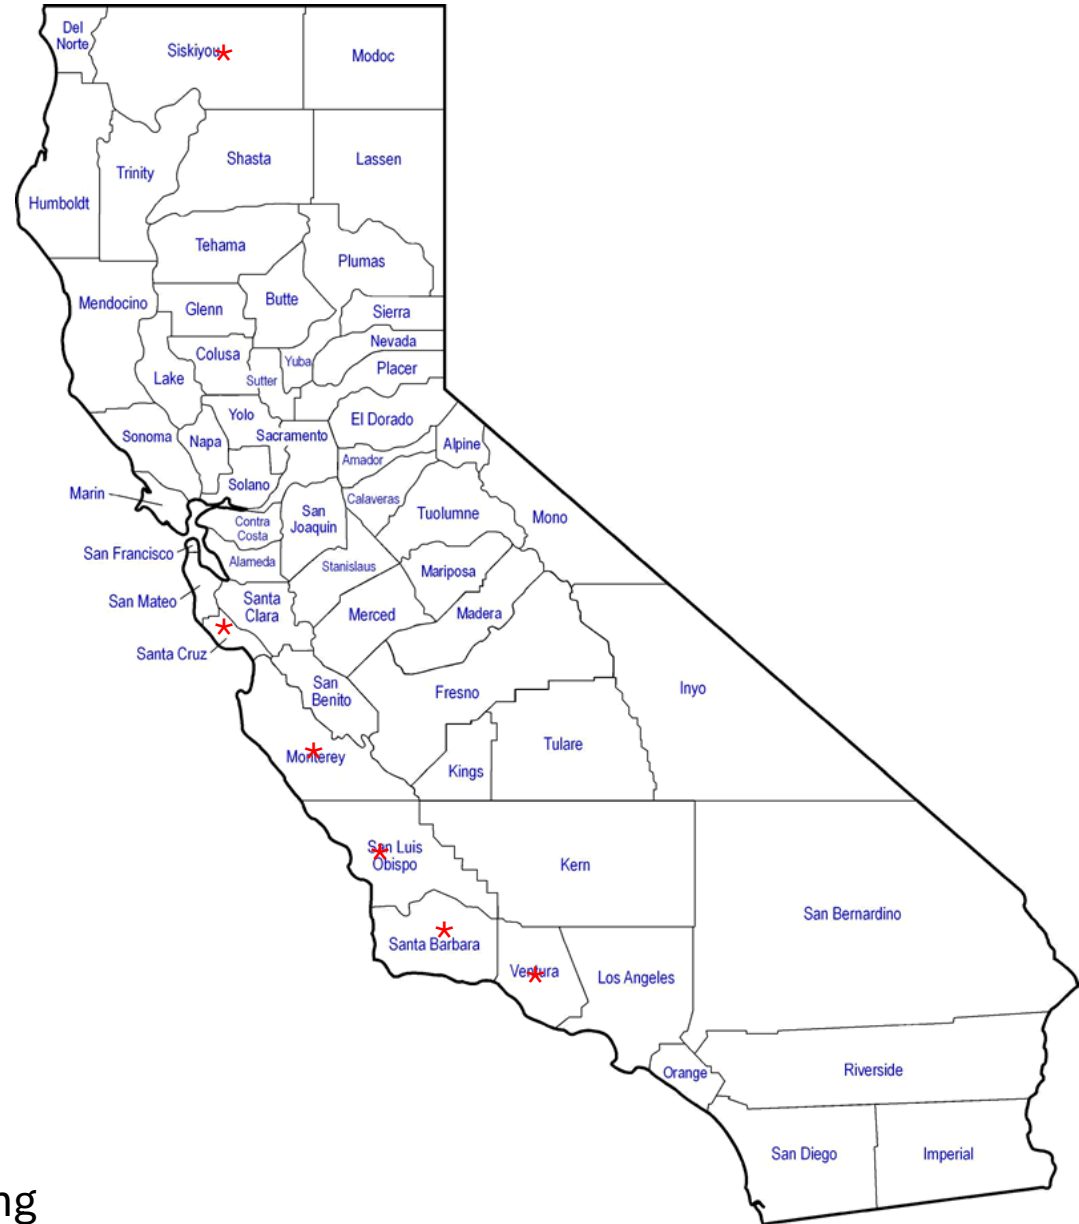 Del
Norte
Siskiyou
Modoc
Shasta
Lassen
Trinity
Humboldt
Tehama
Plumas
Mendocino
Glenn
Butte
Sierra
Nevada
Colusa
Yuba
Placer
Lake
Sutter
Yolo
El Dorado
Sonoma
Napa
Sacramento
Alpine
Amador
Marin
Solano
Calaveras
Tuolumne
Mono
Contra
Costa
San
Joaquin
San Francisco
Alameda
Stanislaus
Mariposa
San Mateo
Santa
Clara
Merced
Madera
Santa Cruz
San
Benito
Fresno
Inyo
Monterey
Kings
Tulare
San Luis
Obispo
Kern
San Bernardino
Santa Barbara
Ventura
Los Angeles
Orange
Riverside
San Diego
Imperial